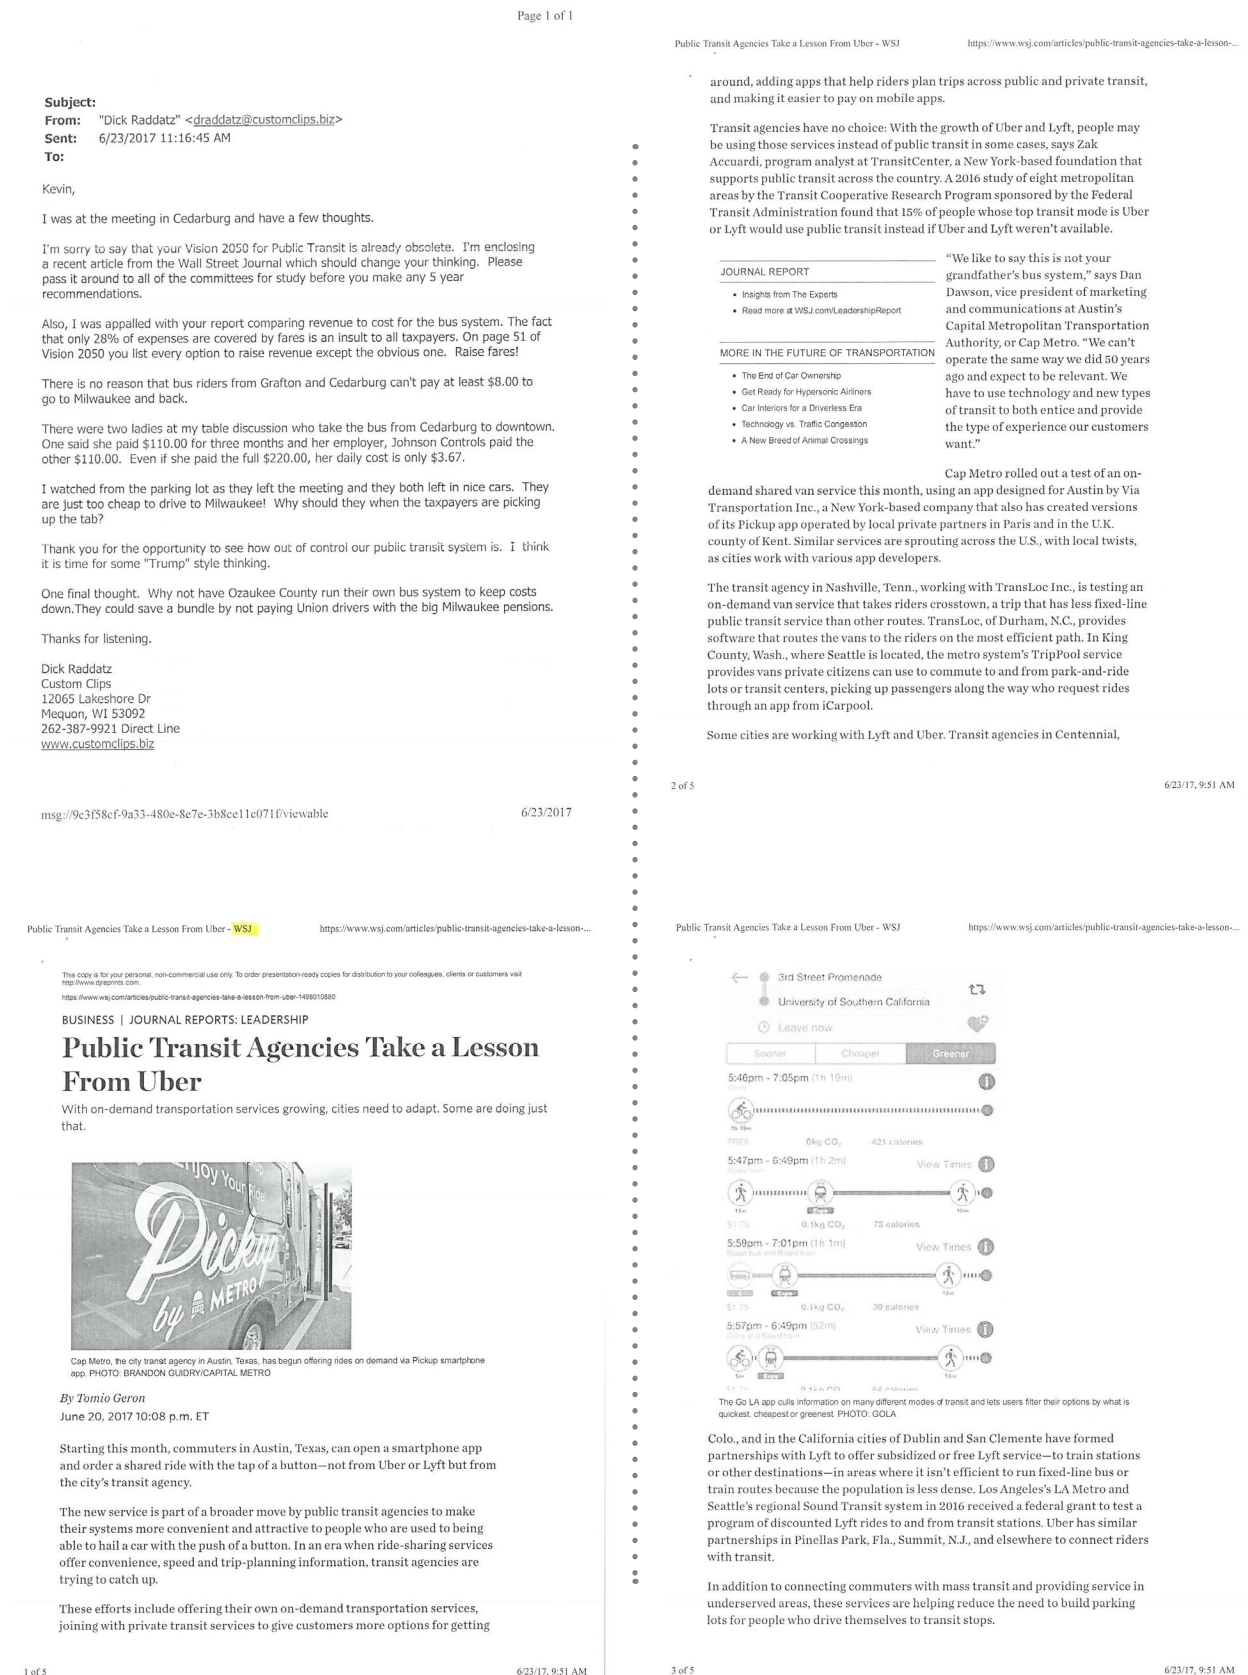 Page 1 of 1
Subject:
From: "Dick Raddatz" <draddatz@customclips.biz>
Sent: 6/23/2017 11:16:45 AM
To:
Kevin,
I was at the meeting in Cedarburg and have a few thoughts.
I'm sorry to say that your Vision 2050 for Public Transit is already obsolete. I'm enclosing
a recent article from the Wall Street Journal which should change your thinking. Please
pass it around to all of the committees for study before you make any 5 year
recommendations.
Also, I was appalled with your report comparing revenue to cost for the bus system. The fact
that only 28% of expenses are covered by fares is an insult to all taxpayers. On page 51 of
Vision 2050 you list every option to raise revenue except the obvious one. Raise fares!
There is no reason that bus riders from Grafton and Cedarburg can't pay at least $8.00 to
go to Milwaukee and back.
There were two ladies at my table discussion who take the bus from Cedarburg to downtown.
One said she paid $110.00 for three months and her employer, Johnson Controls paid the
other $110.00. Even if she paid the full $220.00, her daily cost is only $3.67.
I watched from the parking lot as they left the meeting and they both left in nice cars. They
are just too cheap to drive to Milwaukee! Why should they when the taxpayers are picking
up the tab?
Thank you for the opportunity to see how out of control our public transit system is. I think
it is time for some "Trump" style thinking.
One final thought. Why not have Ozaukee County run their own bus system to keep costs
down.They could save a bundle by not paying Union drivers with the big Milwaukee pensions.
Thanks for listening.
Dick Raddatz
Custom Clips
12065 Lakeshore Dr
Mequon, WI 53092
262-387-9921 Direct Line
www.customclips.biz
msg://9c3f58cf-9a33-480e-8e7e-3b8ce11c071f/viewable 6/23/2017
Public Transit Agencies Take a Lesson From Uber - WSJ https://www.wsj.com/articles/public-transit-agencies-take-a-lesson-...
This copy is for your personal, non-commercial use only. To order presentation-ready copies for distribution to your colleagues, clients or customers visit
http://www.djreprints.com.
https://www.wsj.com/articles/public-transit-agencies-take-a-lesson-from-uber-1498010880
BUSINESS | JOURNAL REPORTS: LEADERSHIP
Public Transit Agencies Take a Lesson
From Uber
With on-demand transportation services growing, cities need to adapt. Some are doing just
that.
Enjoy Your Ride!
Pickup
by METRO
Cap Metro, the city transit agency in Austin, Texas, has begun offering rides on demand via Pickup smartphone
app. PHOTO: BRANDON GUIDRY/CAPITAL METRO
By Tomio Geron
June 20, 2017 10:08 p.m. ET
Starting this month, commuters in Austin, Texas, can open a smartphone app
and order a shared ride with the tap of a button—not from Uber or Lyft but from
the city's transit agency.
The new service is part of a broader move by public transit agencies to make
their systems more convenient and attractive to people who are used to being
able to hail a car with the push of a button. In an era when ride-sharing services
offer convenience, speed and trip-planning information, transit agencies are
trying to catch up.
These efforts include offering their own on-demand transportation services,
joining with private transit services to give customers more options for getting
1 of 5 6/23/17, 9:51 AM
Public Transit Agencies Take a Lesson From Uber - WSJ https://www.wsj.com/articles/public-transit-agencies-take-a-lesson-...
around, adding apps that help riders plan trips across public and private transit,
and making it easier to pay on mobile apps.
Transit agencies have no choice: With the growth of Uber and Lyft, people may
be using those services instead of public transit in some cases, says Zak
Accuardi, program analyst at TransitCenter, a New York-based foundation that
supports public transit across the country. A 2016 study of eight metropolitan
areas by the Transit Cooperative Research Program sponsored by the Federal
Transit Administration found that 15% of people whose top transit mode is Uber
or Lyft would use public transit instead if Uber and Lyft weren't available.
JOURNAL REPORT
• Insights from The Experts
• Read more at WSJ.com/LeadershipReport
MORE IN THE FUTURE OF TRANSPORTATION
• The End of Car Ownership
• Get Ready for Hypersonic Airliners
• Car Interiors for a Driverless Era
• Technology vs. Traffic Congestion
• A New Breed of Animal Crossings
"We like to say this is not your
grandfather's bus system," says Dan
Dawson, vice president of marketing
and communications at Austin's
Capital Metropolitan Transportation
Authority, or Cap Metro. "We can't
operate the same way we did 50 years
ago and expect to be relevant. We
have to use technology and new types
of transit to both entice and provide
the type of experience our customers
want."
Cap Metro rolled out a test of an on-
demand shared van service this month, using an app designed for Austin by Via
Transportation Inc., a New York-based company that also has created versions
of its Pickup app operated by local private partners in Paris and in the U.K.
county of Kent. Similar services are sprouting across the U.S., with local twists,
as cities work with various app developers.
The transit agency in Nashville, Tenn., working with TransLoc Inc., is testing an
on-demand van service that takes riders crosstown, a trip that has less fixed-line
public transit service than other routes. TransLoc, of Durham, N.C., provides
software that routes the vans to the riders on the most efficient path. In King
County, Wash., where Seattle is located, the metro system's TripPool service
provides vans private citizens can use to commute to and from park-and-ride
lots or transit centers, picking up passengers along the way who request rides
through an app from iCarpool.
Some cities are working with Lyft and Uber. Transit agencies in Centennial,
2 of 5 6/23/17, 9:51 AM
Public Transit Agencies Take a Lesson From Uber - WSJ https://www.wsj.com/articles/public-transit-agencies-take-a-lesson-...
3rd Street Promenade
University of Southern California
Leave now
Sooner Cheaper Greener
5:46pm - 7:05pm (1h 19m)
1h 19m
FREE 0kg CO₂ 421 calories
5:47pm - 6:49pm (1h 2m) View Times
Board train
$1.75 0.1kg CO₂ 73 calories
5:59pm - 7:01pm (1h 1m) View Times
Board bus and Board train
$1.75 0.1kg CO₂ 39 calories
5:57pm - 6:49pm (52m) View Times
The Go LA app culls information on many different modes of transit and lets users filter their options by what is
quickest, cheapest or greenest. PHOTO: GOLA
Colo., and in the California cities of Dublin and San Clemente have formed
partnerships with Lyft to offer subsidized or free Lyft service—to train stations
or other destinations—in areas where it isn't efficient to run fixed-line bus or
train routes because the population is less dense. Los Angeles's LA Metro and
Seattle's regional Sound Transit system in 2016 received a federal grant to test a
program of discounted Lyft rides to and from transit stations. Uber has similar
partnerships in Pinellas Park, Fla., Summit, N.J., and elsewhere to connect riders
with transit.
In addition to connecting commuters with mass transit and providing service in
underserved areas, these services are helping reduce the need to build parking
lots for people who drive themselves to transit stops.
3 of 5 6/23/17, 9:51 AM